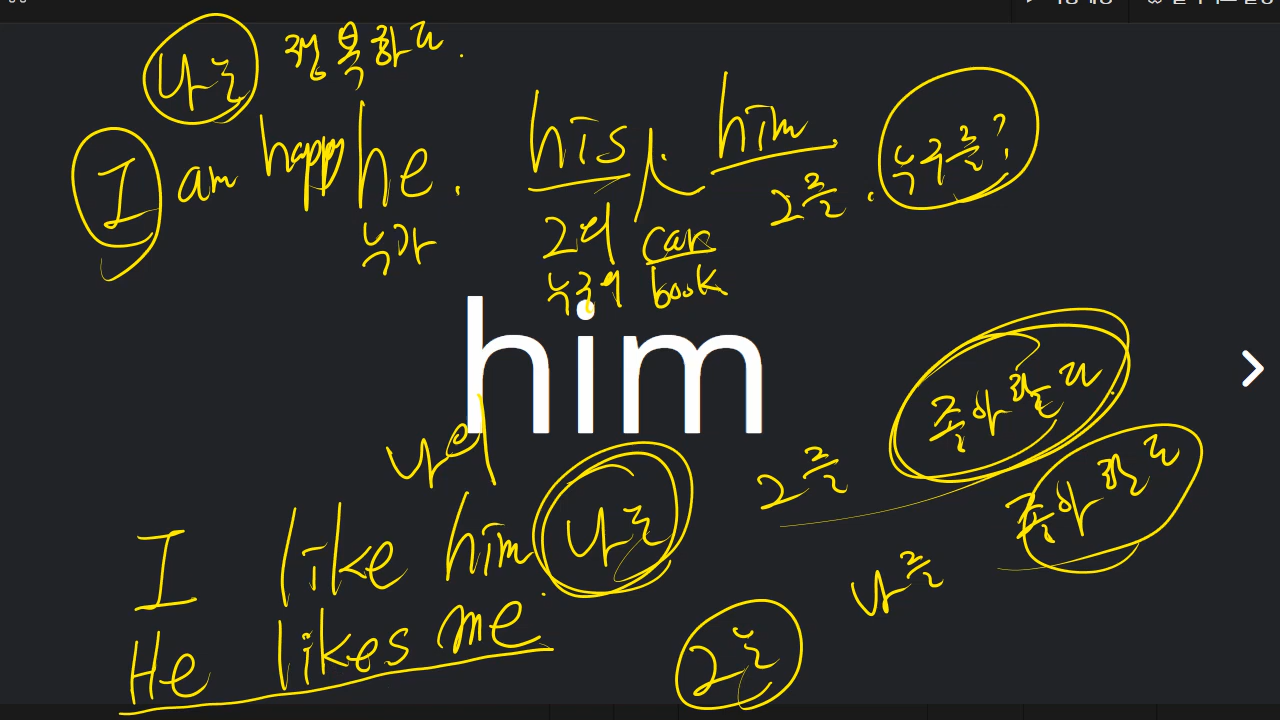 나는 행복하다.
I am happy
he. his. him.
누가
그의 car
누구의 book
그를.
누구를?
him
나의
I like him.
나는 그를 좋아한다
He likes me
그는 나를 좋아한다